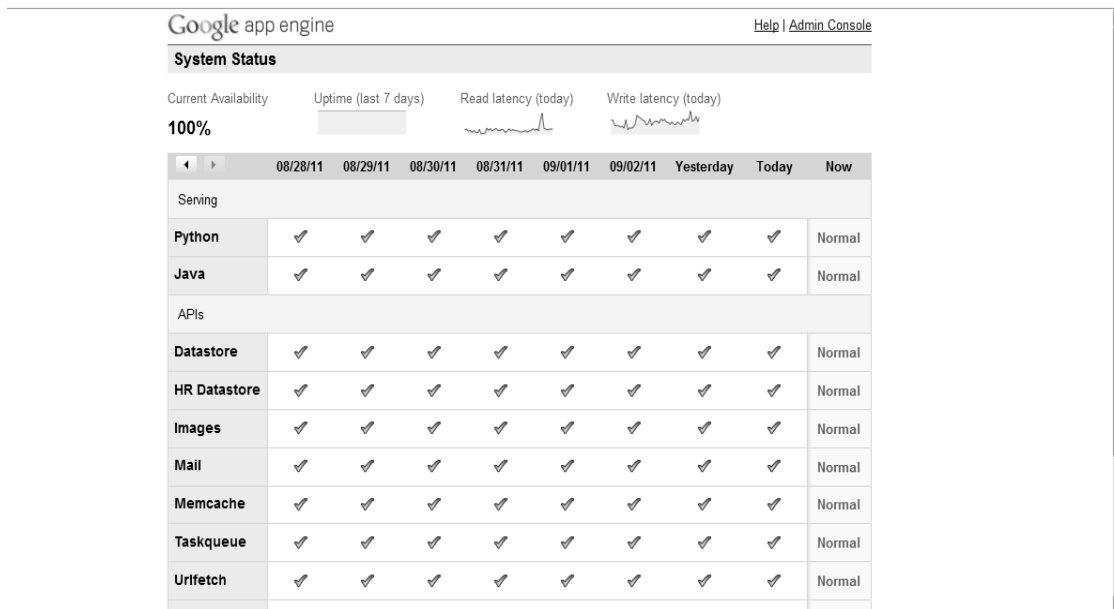 Google app engine
Help | Admin Console
System Status
Current Availability Uptime (last 7 days) Read latency (today) Write latency (today)
100%
08/28/11 08/29/11 08/30/11 08/31/11 09/01/11 09/02/11 Yesterday Today Now
Serving
Python Normal
Java Normal
APIs
Datastore Normal
HR Datastore Normal
Images Normal
Mail Normal
Memcache Normal
Taskqueue Normal
Urlfetch Normal